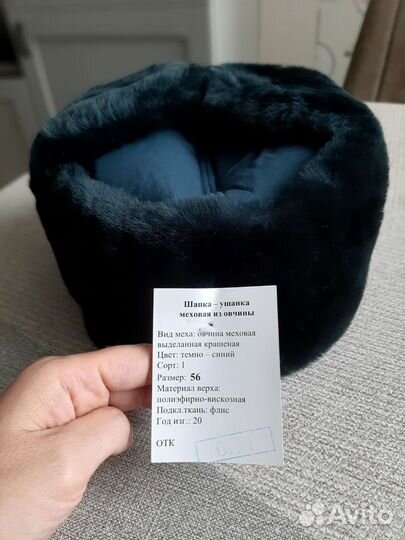 Шапка – ушанка
меховая из овчины
Вид меха: овчина меховая
выделанная крашеная
Цвет: темно – синий
Сорт: 1
Размер: 56
Материал верха:
полиэфирно-вискозная
Подкл.ткань: флис
Год изг.: 20
ОТК
Avito